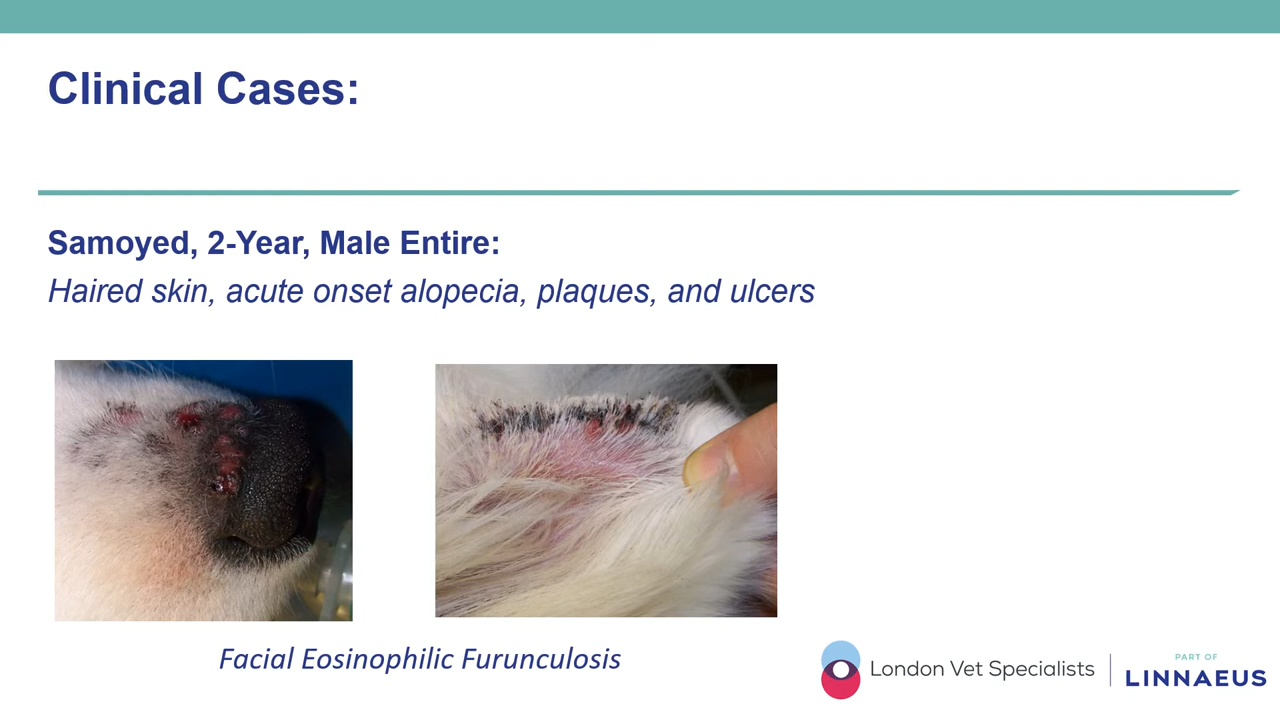 Clinical Cases:
Samoyed, 2-Year, Male Entire:
Haired skin, acute onset alopecia, plaques, and ulcers
Facial Eosinophilic Furunculosis
London Vet Specialists
PART OF
LINNAEUS